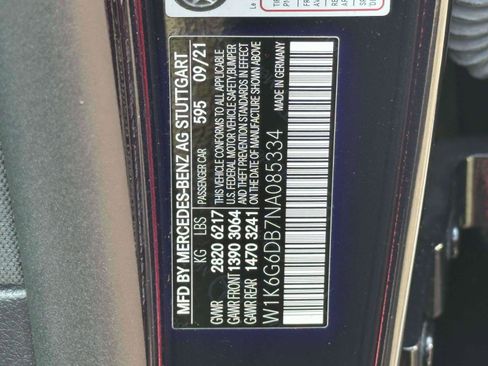 MFD BY MERCEDES-BENZ AG STUTTGART
PASSENGER CAR 595 09/21
KG LBS
GVWR 2820 6217
GAWR FRONT 1390 3064
GAWR REAR 1470 3241
THIS VEHICLE CONFORMS TO ALL APPLICABLE
U.S. FEDERAL MOTOR VEHICLE SAFETY, BUMPER
AND THEFT PREVENTION STANDARDS IN EFFECT
ON THE DATE OF MANUFACTURE SHOWN ABOVE
W1K6G6DB7NA085334
MADE IN GERMANY